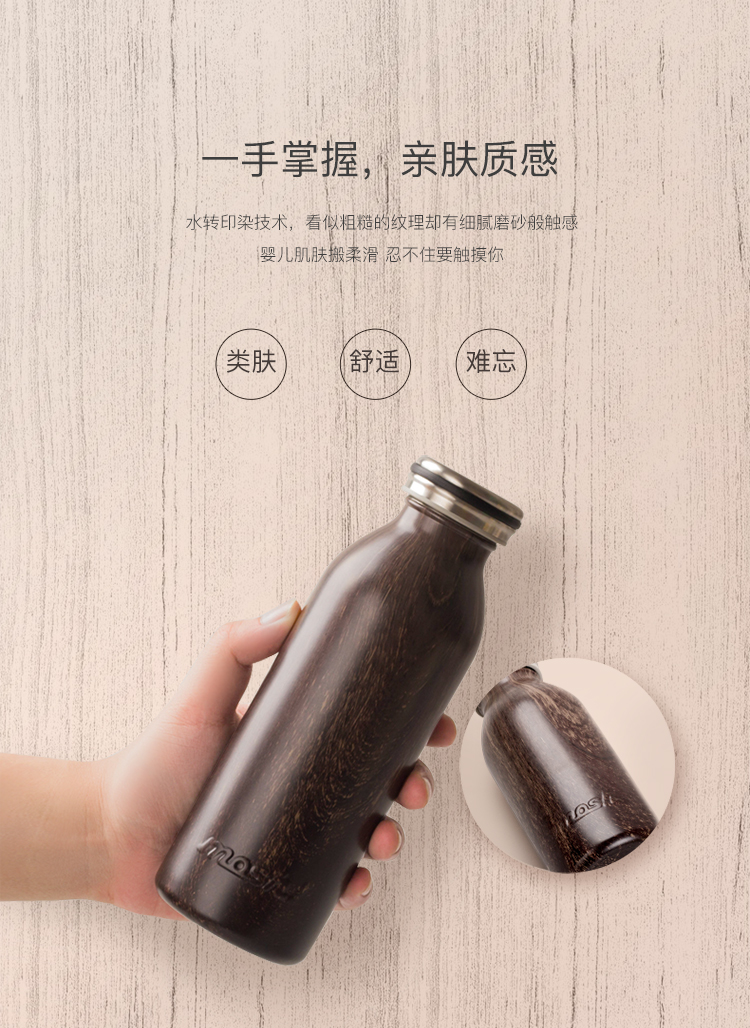 一手掌握，亲肤质感
水转印染技术，看似粗糙的纹理却有细腻磨砂般触感
婴儿肌肤搬柔滑 忍不住要触摸你
类肤
舒适
难忘